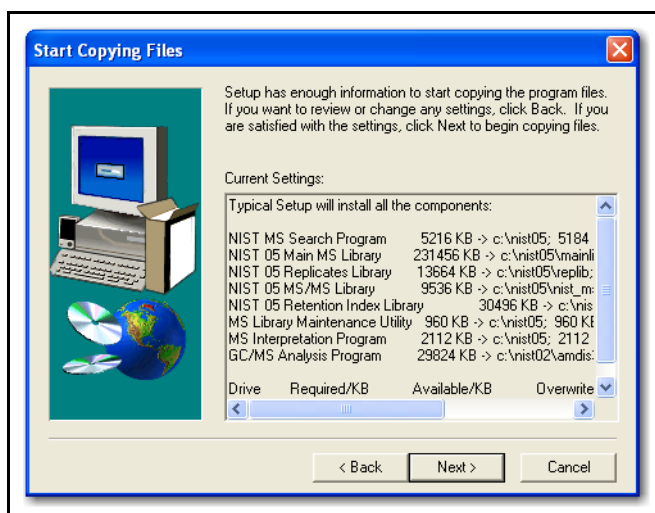 Start Copying Files
Setup has enough information to start copying the program files.
If you want to review or change any settings, click Back. If you
are satisfied with the settings, click Next to begin copying files.
Current Settings:
Typical Setup will install all the components:
NIST MS Search Program 5216 KB -> c:\nist05; 5184
NIST 05 Main MS Library 231456 KB -> c:\nist05\mainli
NIST 05 Replicates Library 13664 KB -> c:\nist05\replib;
NIST 05 MS/MS Library 9536 KB -> c:\nist05\nist_m
NIST 05 Retention Index Library 30496 KB -> c:\nis
MS Library Maintenance Utility 960 KB -> c:\nist05; 960 KE
MS Interpretation Program 2112 KB -> c:\nist05; 2112
GC/MS Analysis Program 29824 KB -> c:\nist02\amdis
Drive Required/KB Available/KB Overwrite
< Back Next > Cancel